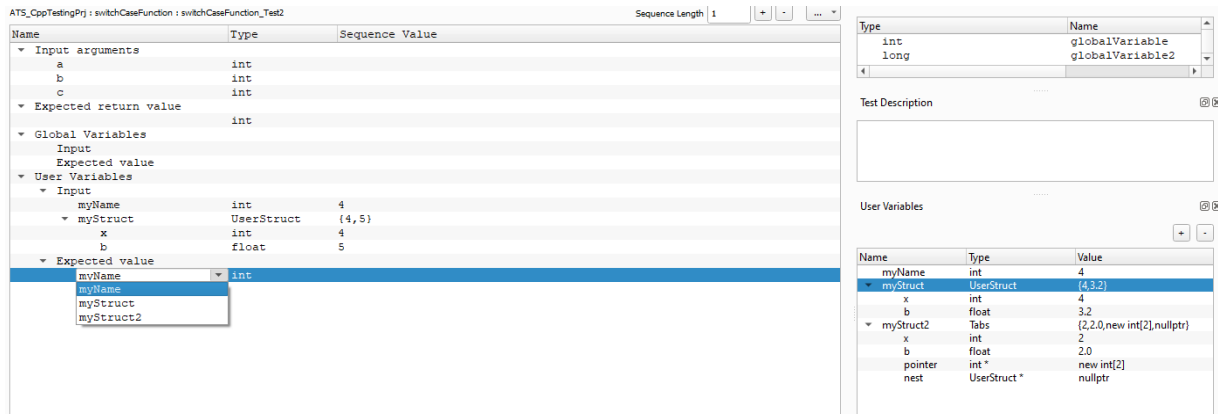 ATS_CppTestingPrj : switchCaseFunction : switchCaseFunction_Test2
Sequence Length 1 + - ...
Name Type Sequence Value
Input arguments
a int
b int
c int
Expected return value
int
Global Variables
Input
Expected value
User Variables
Input
myName int 4
myStruct UserStruct {4,5}
x int 4
b float 5
Expected value
myName int
myName
myStruct
myStruct2
Type Name
int globalVariable
long globalVariable2
Test Description
User Variables
+ -
Name Type Value
myName int 4
myStruct UserStruct {4,3.2}
x int 4
b float 3.2
myStruct2 Tabs {2,2.0,new int[2],nullptr}
x int 2
b float 2.0
pointer int * new int[2]
nest UserStruct * nullptr